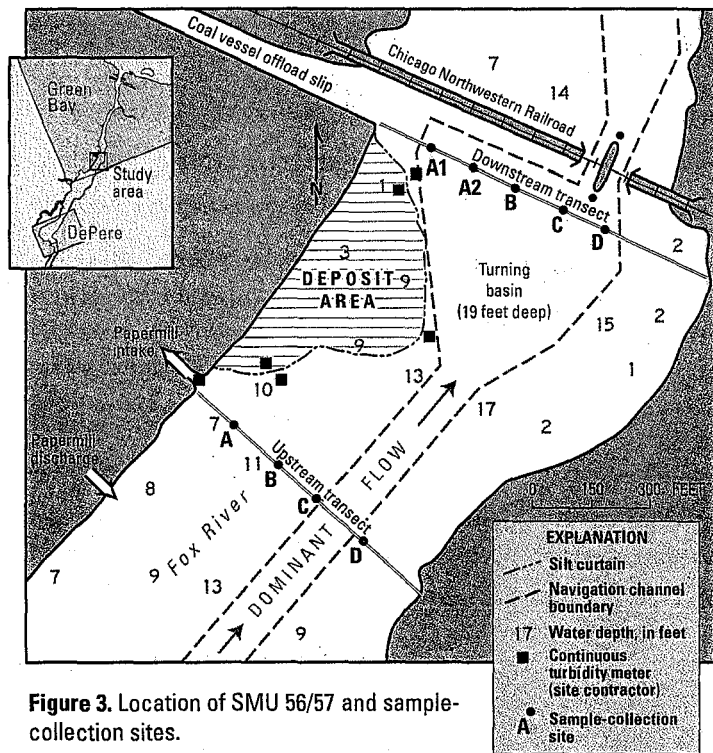 Coal vessel offload slip
Chicago Northwestern Railroad
7
14
Green
Bay
Study
area
DePere
N
1
A1
A2
B
C
D
Downstream transect
2
3
DEPOSIT
AREA
9
Turning
basin
(19 feet deep)
15
2
1
Papermill
intake
9
10
13
17
2
7
A
11
B
Upstream transect
C
D
FLOW
DOMINANT
Papermill
discharge
8
Fox River
7
9
13
9
0 150 300 FEET
EXPLANATION
Silt curtain
Navigation channel
boundary
17 Water depth, in feet
Continuous
turbidity meter
(site contractor)
A Sample-collection
site
Figure 3. Location of SMU 56/57 and sample-
collection sites.